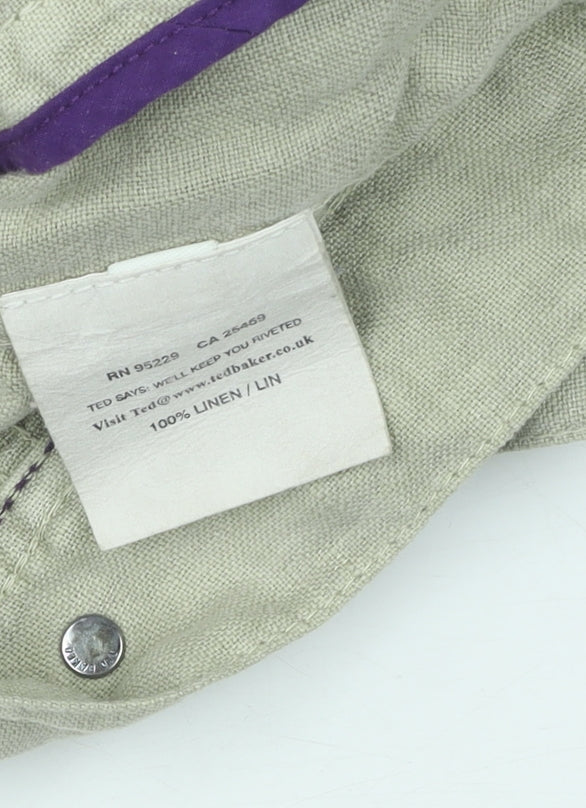 RN 95229 CA 25469
TED SAYS: WE'LL KEEP YOU RIVETED
Visit Ted@www.tedbaker.co.uk
100% LINEN / LIN